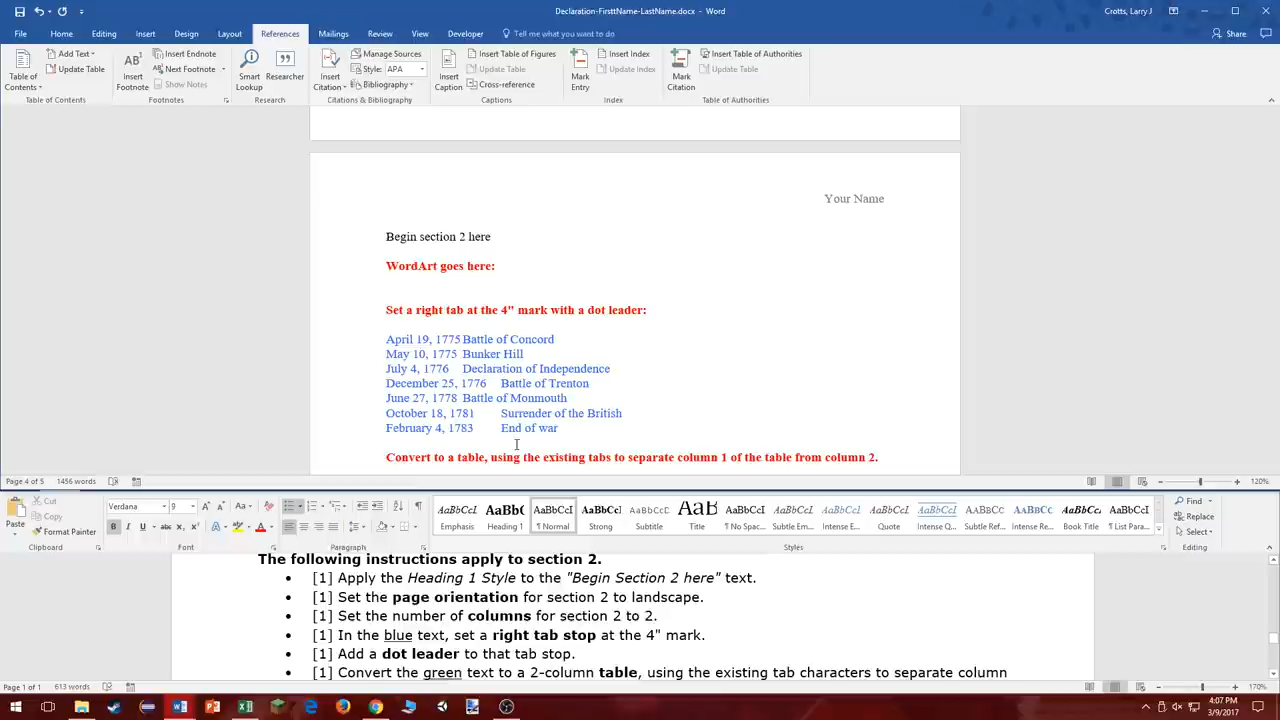 DeclarationLastName.docx - Word
Crotts, Larry J
File Home Editing Insert Design Layout References Mailings Review View Developer Tell me what you want to do Share
Table of Contents
Add Text
Update Table
Table of Contents
AB¹ Insert Footnote
Insert Endnote
Next Footnote
Show Notes
Footnotes
Smart Lookup
Researcher
Research
Insert Citation
Manage Sources
Style: APA
Bibliography
Citations & Bibliography
Insert Caption
Insert Table of Figures
Update Table
Cross-reference
Captions
Mark Entry
Insert Index
Update Index
Index
Mark Citation
Insert Table of Authorities
Update Table
Table of Authorities
Your Name
Begin section 2 here
WordArt goes here:
Set a right tab at the 4" mark with a dot leader:
April 19, 1775 Battle of Concord
May 10, 1775 Bunker Hill
July 4, 1776 Declaration of Independence
December 25, 1776 Battle of Trenton
June 27, 1778 Battle of Monmouth
October 18, 1781 Surrender of the British
February 4, 1783 End of war
Convert to a table, using the existing tabs to separate column 1 of the table from column 2.
Page 4 of 5 1456 words 120%
Paste
Cut
Copy
Format Painter
Clipboard
Verdana 9
Font
Paragraph
AaBbCcI AaBbC AaBbCcI AaBbCc AaBbCcI AaB AaBbCcI AaBbCcI AaBbCcI AaBbCcI AaBbCcI AaBbCcI AaBbCcI AaBbCc AaBbCcI
Emphasis Heading 1 ¶ Normal Strong Subtitle Title ¶ No Spac... Subtle Em... Intense E... Quote Intense Q... Subtle Ref... Intense Re... Book Title ¶ List Para...
Styles
Find
Replace
Select
Editing
The following instructions apply to section 2.
• [1] Apply the Heading 1 Style to the "Begin Section 2 here" text.
• [1] Set the page orientation for section 2 to landscape.
• [1] Set the number of columns for section 2 to 2.
• [1] In the blue text, set a right tab stop at the 4" mark.
• [1] Add a dot leader to that tab stop.
• [1] Convert the green text to a 2-column table, using the existing tab characters to separate column
Page 1 of 1 613 words 170%
4:07 PM
3/9/2017